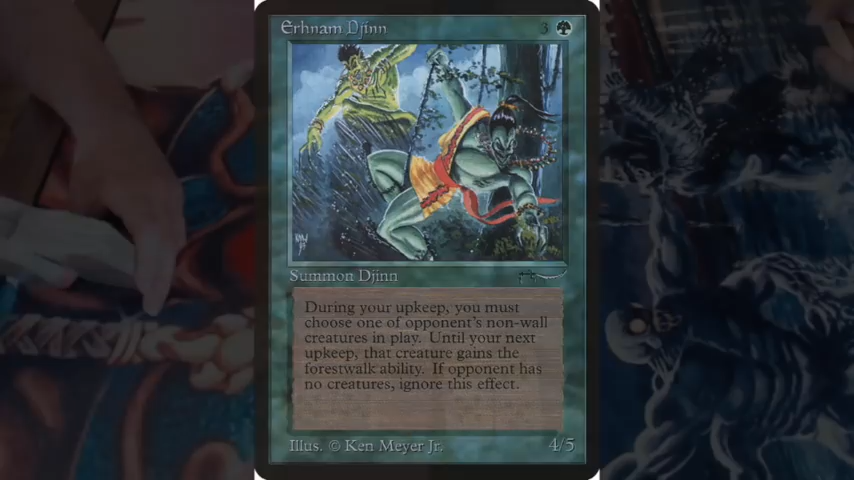 Erhnam Djinn 3
Summon Djinn
During your upkeep, you must
choose one of opponent's non-wall
creatures in play. Until your next
upkeep, that creature gains the
forestwalk ability. If opponent has
no creatures, ignore this effect.
Illus. © Ken Meyer Jr. 4/5